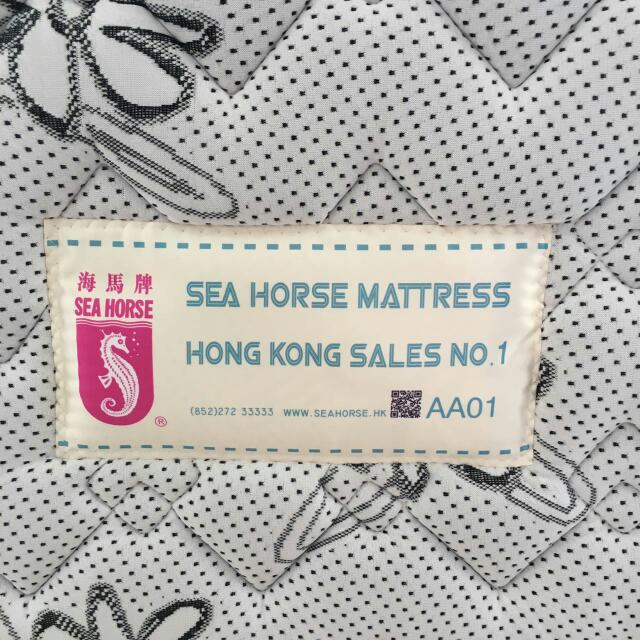 海馬牌
SEA HORSE
®
SEA HORSE MATTRESS
HONG KONG SALES NO.1
(852)272 33333 WWW.SEAHORSE.HK AA01